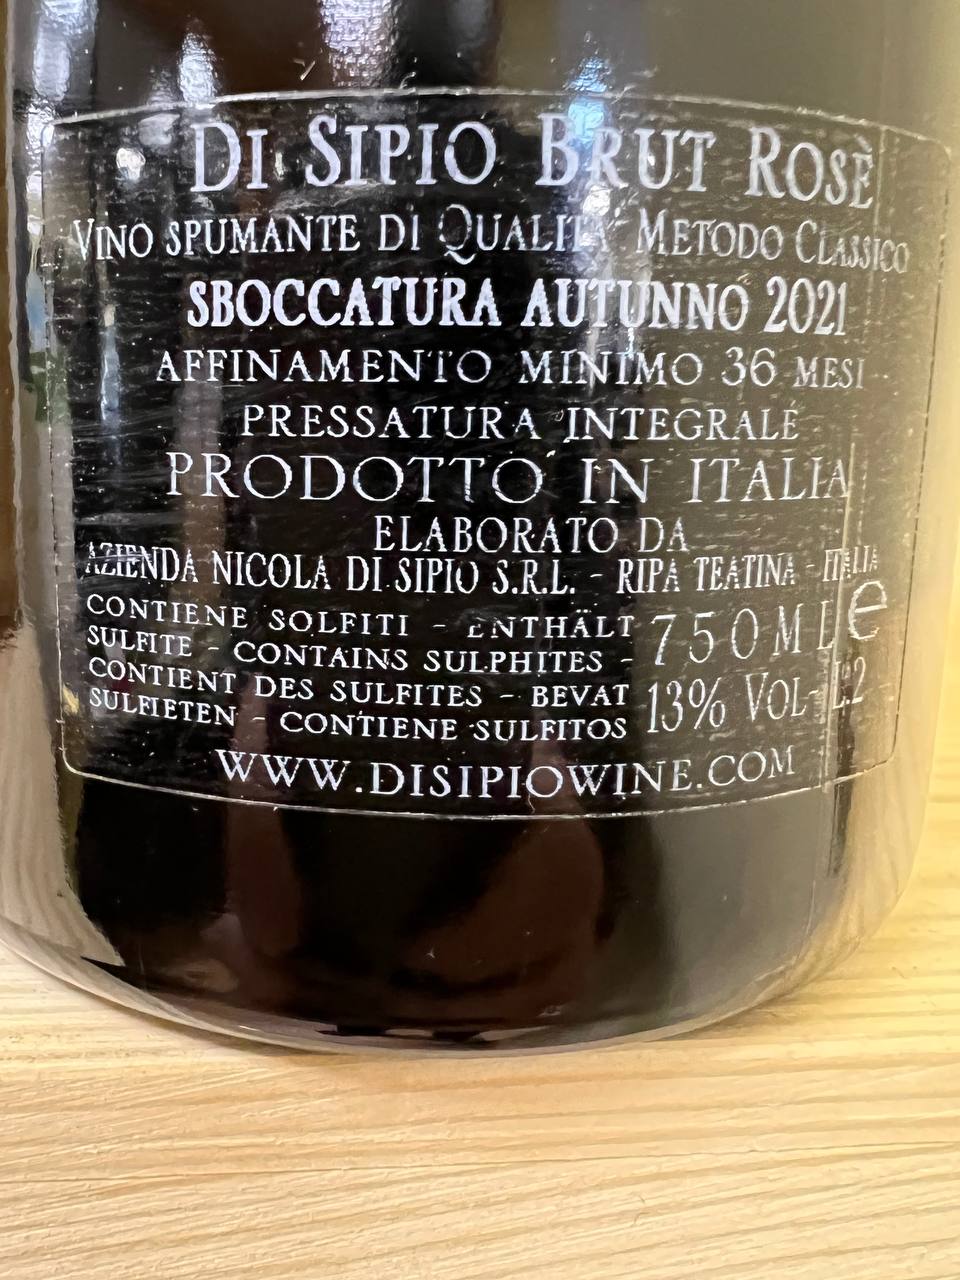 DI SIPIO BRUT ROSÈ
VINO SPUMANTE DI QUALITA' METODO CLASSICO
SBOCCATURA AUTUNNO 2021
AFFINAMENTO MINIMO 36 MESI
PRESSATURA INTEGRALE
PRODOTTO IN ITALIA
ELABORATO DA
AZIENDA NICOLA DI SIPIO S.R.L. - RIPA TEATINA - ITALIA
CONTIENE SOLFITI - ENTHÄLT
SULFITE - CONTAINS SULPHITES -
CONTIENT DES SULFITES - BEVAT
SULFIETEN - CONTIENE SULFITOS
750ML e
13% VOL- L.2
WWW.DISIPIOWINE.COM